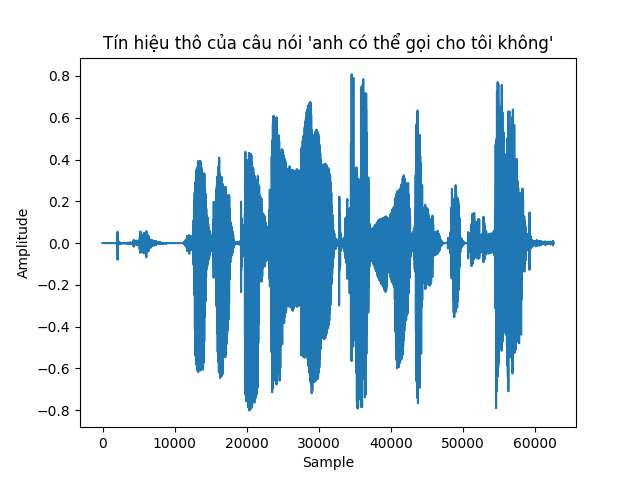 Tín hiệu thô của câu nói 'anh có thể gọi cho tôi không'
0.8
0.6
0.4
0.2
0.0
−0.2
−0.4
−0.6
−0.8
Amplitude
0 10000 20000 30000 40000 50000 60000
Sample